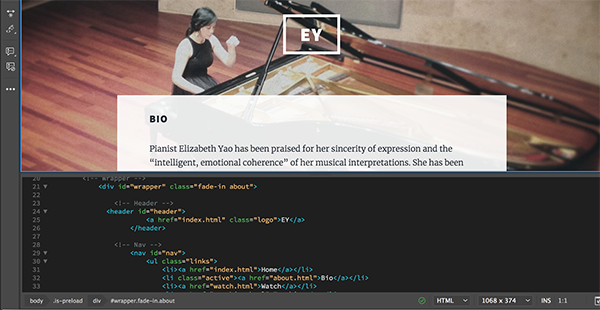 EY
BIO
Pianist Elizabeth Yao has been praised for her sincerity of expression and the
“intelligent, emotional coherence” of her musical interpretations. She has been
20 <!-- Wrapper -->
21 <div id="wrapper" class="fade-in about">
22
23 <!-- Header -->
24 <header id="header">
25 <a href="index.html" class="logo">EY</a>
26 </header>
27
28 <!-- Nav -->
29 <nav id="nav">
30 <ul class="links">
31 <li><a href="index.html">Home</a></li>
32 <li class="active"><a href="about.html">Bio</a></li>
33 <li><a href="watch.html">Watch</a></li>
body .is-preload div #wrapper.fade-in.about HTML 1068 x 374 INS 1:1